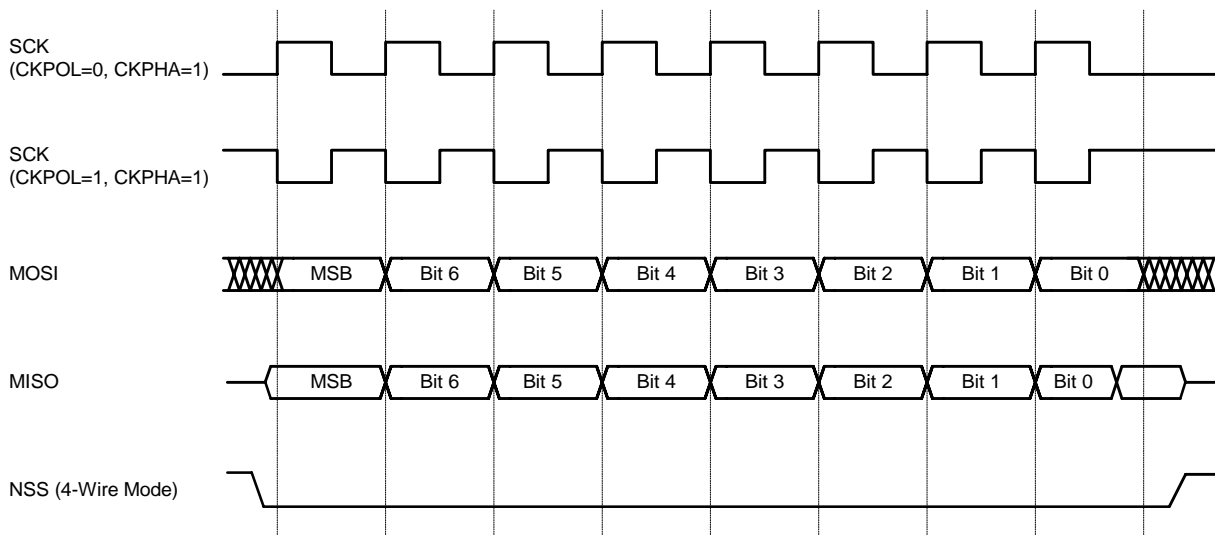 SCK
(CKPOL=0, CKPHA=1)
SCK
(CKPOL=1, CKPHA=1)
MOSI
MSB
Bit 6
Bit 5
Bit 4
Bit 3
Bit 2
Bit 1
Bit 0
MISO
MSB
Bit 6
Bit 5
Bit 4
Bit 3
Bit 2
Bit 1
Bit 0
NSS (4-Wire Mode)